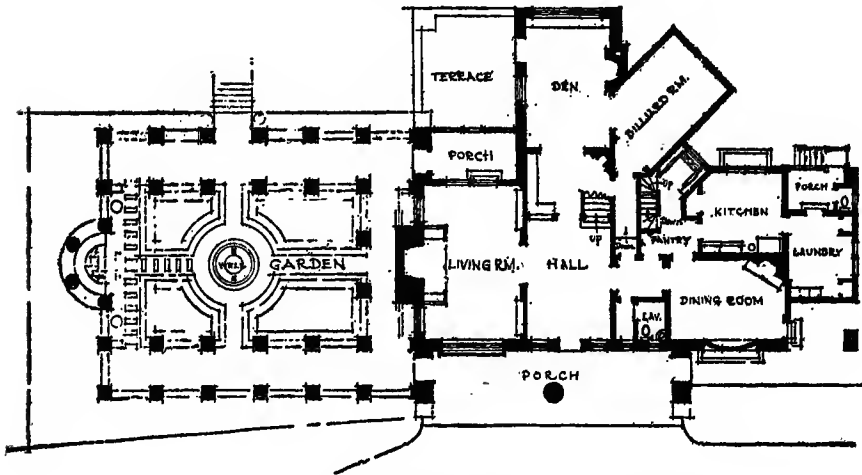 TERRACE
DEN
BILLIARD RM.
PORCH
UP
PORCH
KITCHEN
DOWN
UP
PANTRY
LAUNDRY
WELL GARDEN
LIVING RM.
HALL
DINING ROOM
LAV.
PORCH